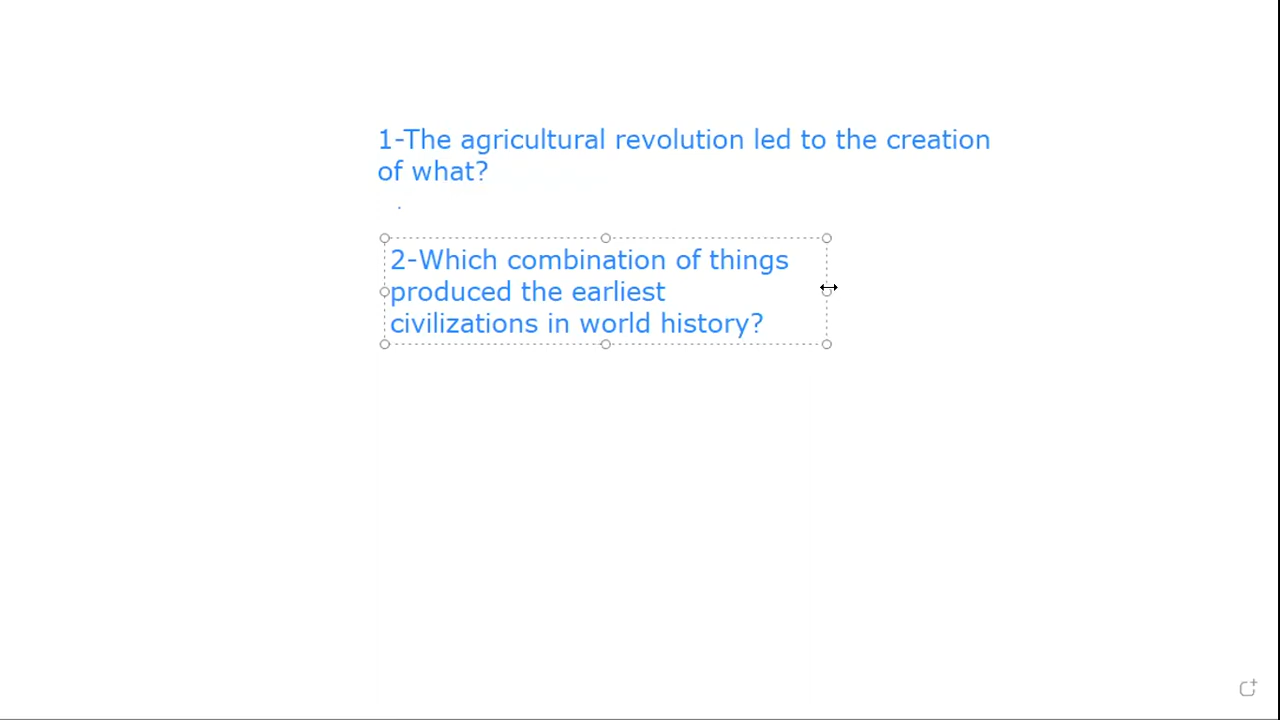 1-The agricultural revolution led to the creation
of what?
2-Which combination of things
produced the earliest
civilizations in world history?